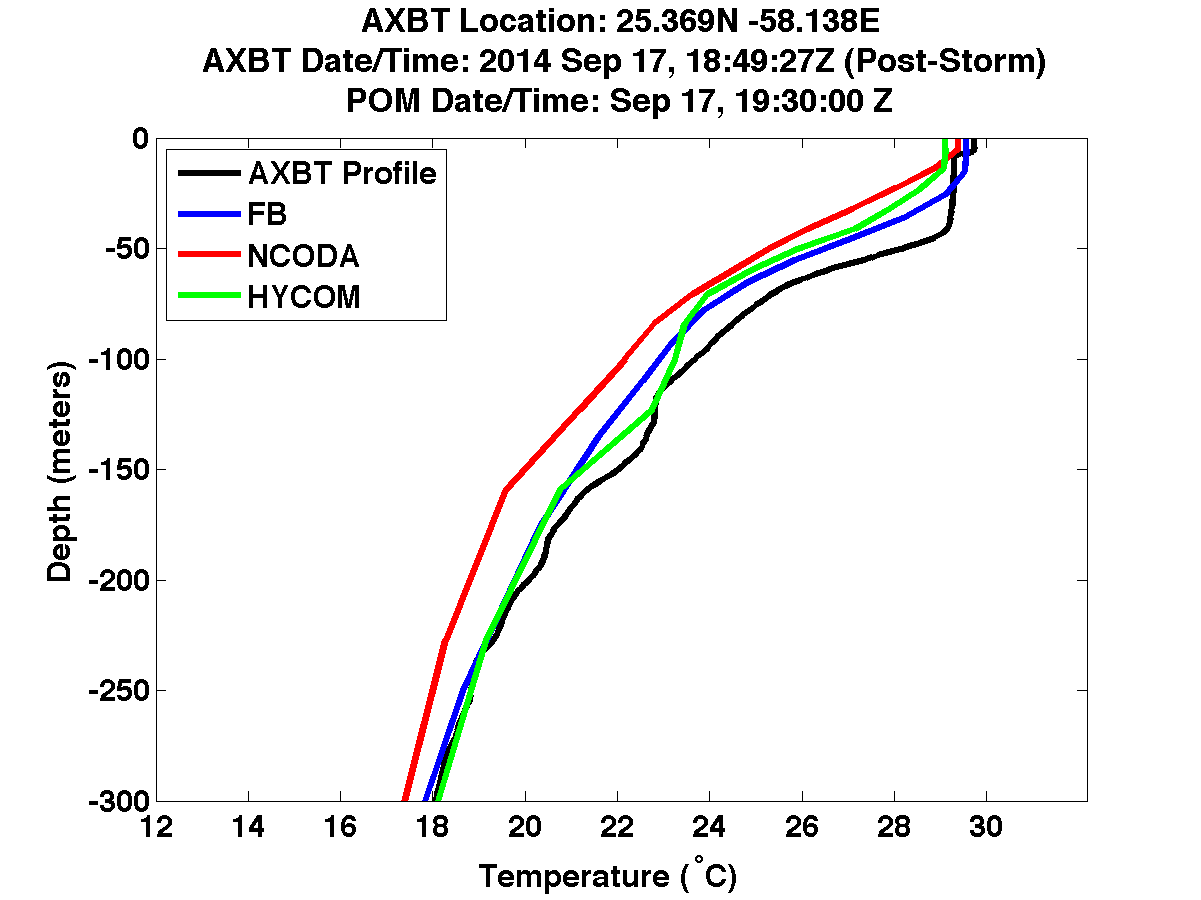 AXBT Location: 25.369N -58.138E
AXBT Date/Time: 2014 Sep 17, 18:49:27Z (Post-Storm)
POM Date/Time: Sep 17, 19:30:00 Z
0
AXBT Profile
FB
NCODA
HYCOM
-50
-100
-150
-200
-250
-300
Depth (meters)
12 14 16 18 20 22 24 26 28 30
Temperature (°C)